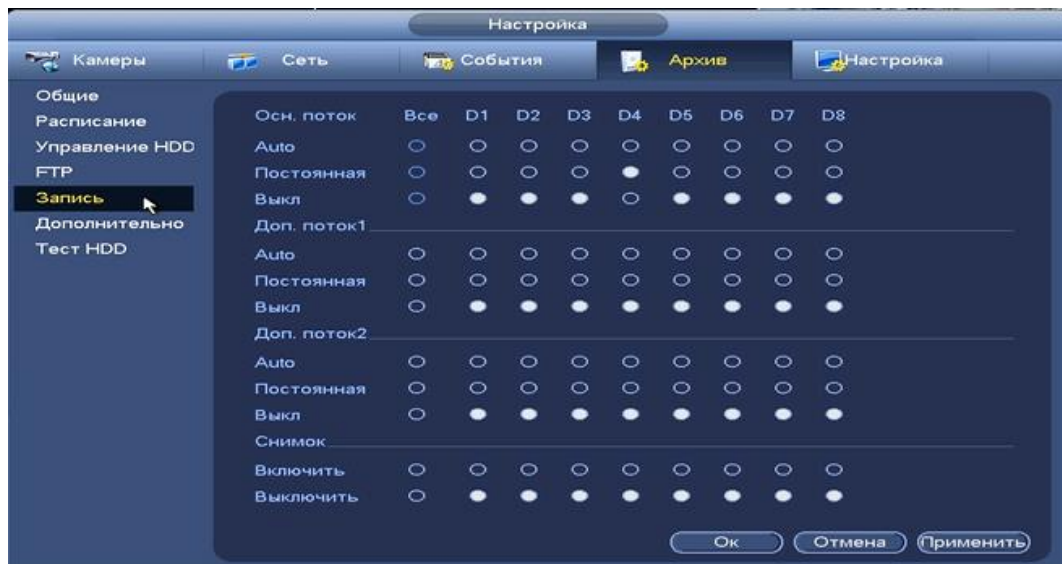 Настройка
Камеры Сеть События Архив Настройка
Общие
Расписание
Управление HDD
FTP
Запись
Дополнительно
Тест HDD
Осн. поток Все D1 D2 D3 D4 D5 D6 D7 D8
Auto
Постоянная
Выкл
Доп. поток1
Auto
Постоянная
Выкл
Доп. поток2
Auto
Постоянная
Выкл
Снимок
Включить
Выключить
Ок Отмена Применить